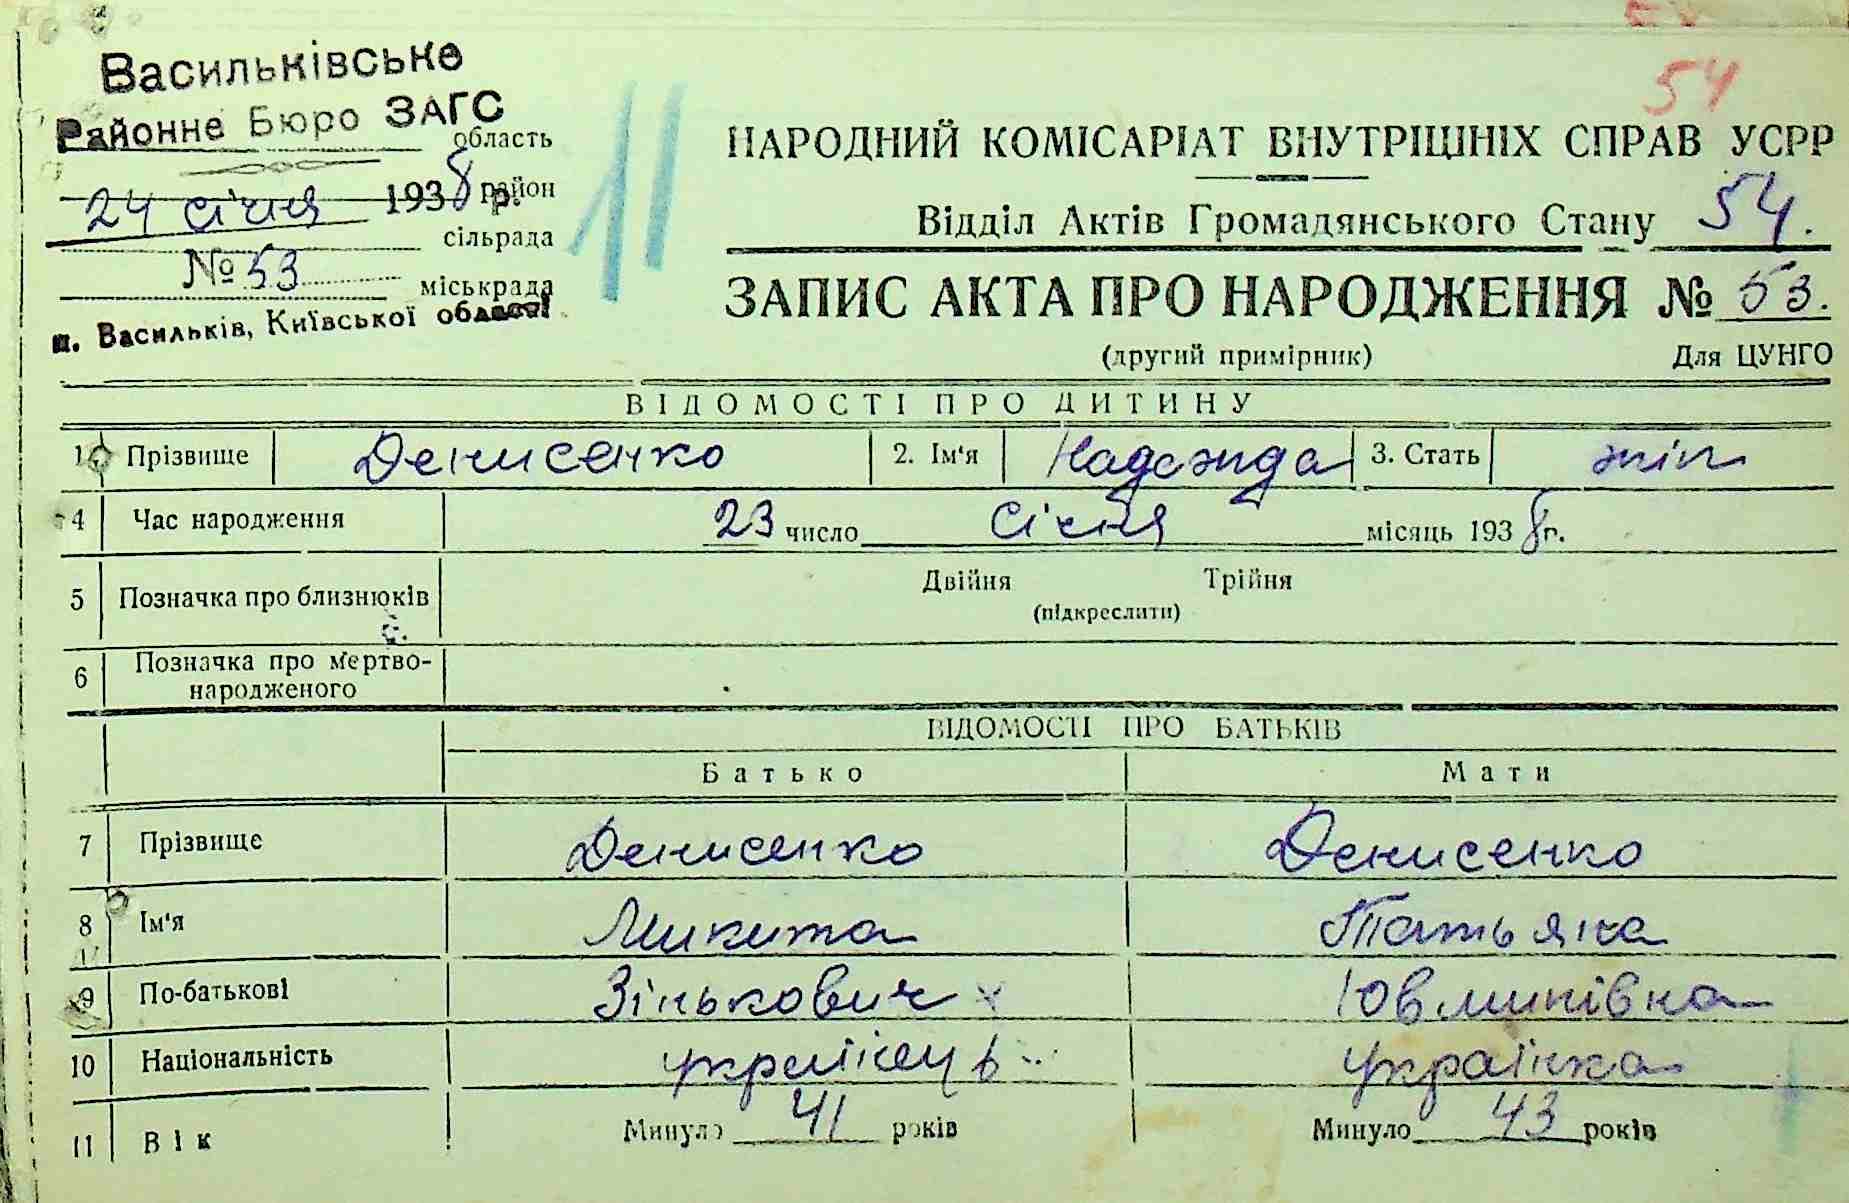 Васильківське
Районне Бюро ЗАГС
область
24 січня 1938 р. район
сільрада
№ 53
міськрада
м. Васильків, Київської області
11
54
НАРОДНИЙ КОМІСАРІАТ ВНУТРІШНІХ СПРАВ УСРР
Відділ Актів Громадянського Стану 54.
ЗАПИС АКТА ПРО НАРОДЖЕННЯ № 53.
(другий примірник) Для ЦУНГО
ВІДОМОСТІ ПРО ДИТИНУ
1 Прізвище Денисенко 2. Ім'я Надежда 3. Стать жін
4 Час народження 23 число Січня місяць 1938 р.
5 Позначка про близнюків Двійня Трійня
(підкреслити)
6 Позначка про мертво-
народженого
ВІДОМОСТІ ПРО БАТЬКІВ
Батько Мати
7 Прізвище Денисенко Денисенко
8 Ім'я Микита Татьяна
9 По-батькові Зінькович
10 Національність українець українка
11 Вік Минуло 41 років Минуло 43 років